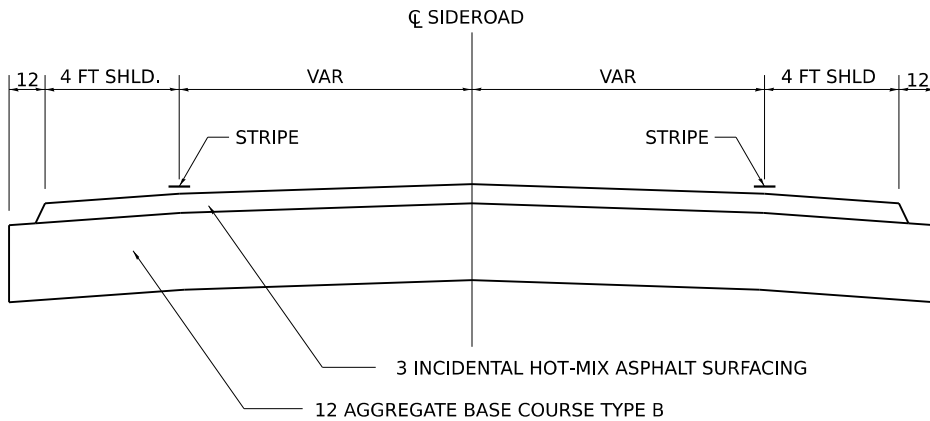 ℄ SIDEROAD
12
4 FT SHLD.
VAR
VAR
4 FT SHLD
12
STRIPE
STRIPE
3 INCIDENTAL HOT-MIX ASPHALT SURFACING
12 AGGREGATE BASE COURSE TYPE B